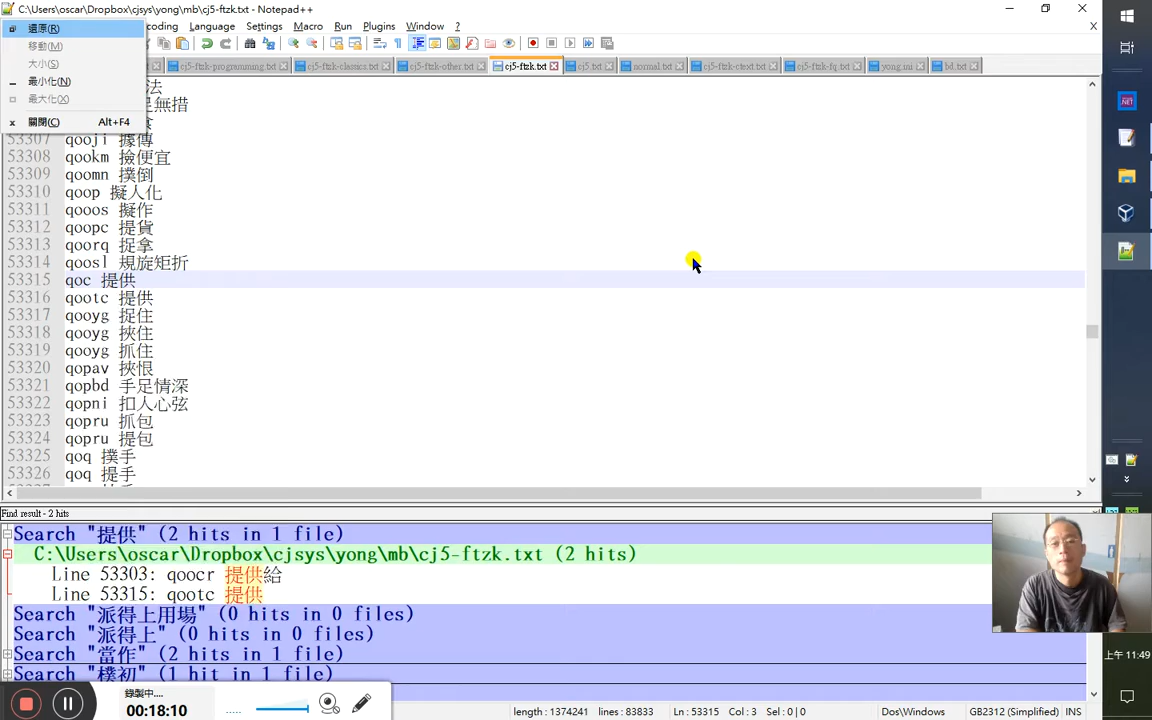 C:\Users\oscar\Dropbox\cjsys\yong\mb\cj5-ftzk.txt - Notepad++
coding Language Settings Macro Run Plugins Window ?
還原(R)
移動(M)
大小(S)
最小化(N)
最大化(X)
關閉(C) Alt+F4
cj5-ftzk-programming.txt cj5-ftzk-classics.txt cj5-ftzk-other.txt cj5-ftzk.txt cj5.txt normal.txt cj5-ftzk-ctext.txt cj5-ftzk-fq.txt yong.ini bd.txt
法
足無措
食
53307 qooji 據傳
53308 qookm 撿便宜
53309 qoomn 撲倒
53310 qoop 擬人化
53311 qooos 擬作
53312 qoopc 提貨
53313 qoorq 捉拿
53314 qoosl 規旋矩折
53315 qoc 提供
53316 qootc 提供
53317 qooyg 捉住
53318 qooyg 挾住
53319 qooyg 抓住
53320 qopav 挾恨
53321 qopbd 手足情深
53322 qopni 扣人心弦
53323 qopru 抓包
53324 qopru 提包
53325 qoq 撲手
53326 qoq 提手
Find result - 2 hits
Search "提供" (2 hits in 1 file)
C:\Users\oscar\Dropbox\cjsys\yong\mb\cj5-ftzk.txt (2 hits)
Line 53303: qoocr 提供給
Line 53315: qootc 提供
Search "派得上用場" (0 hits in 0 files)
Search "派得上" (0 hits in 0 files)
Search "當作" (2 hits in 1 file)
Search "樸初" (1 hit in 1 file)
錄製中....
00:18:10
length : 1374241 lines : 83833 Ln : 53315 Col : 3 Sel : 0 | 0 Dos\Windows GB2312 (Simplified) INS
上午 11:49